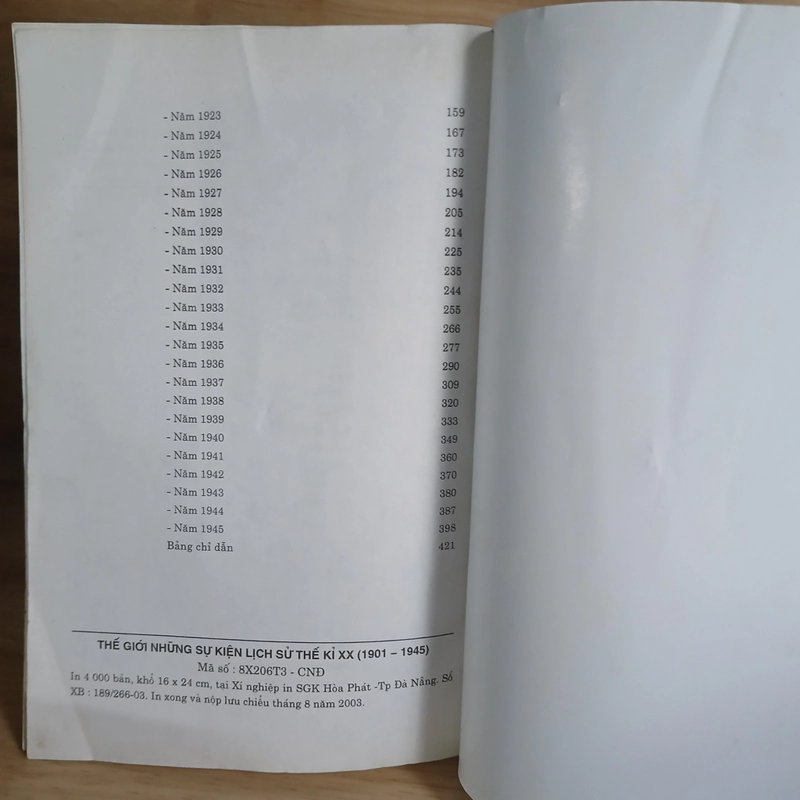 - Năm 1923 159
- Năm 1924 167
- Năm 1925 173
- Năm 1926 182
- Năm 1927 194
- Năm 1928 205
- Năm 1929 214
- Năm 1930 225
- Năm 1931 235
- Năm 1932 244
- Năm 1933 255
- Năm 1934 266
- Năm 1935 277
- Năm 1936 290
- Năm 1937 309
- Năm 1938 320
- Năm 1939 333
- Năm 1940 349
- Năm 1941 360
- Năm 1942 370
- Năm 1943 380
- Năm 1944 387
- Năm 1945 398
Bảng chỉ dẫn 421
THẾ GIỚI NHỮNG SỰ KIỆN LỊCH SỬ THẾ KỈ XX (1901 – 1945)
Mã số : 8X206T3 - CNĐ
In 4 000 bản, khổ 16 x 24 cm, tại Xí nghiệp in SGK Hòa Phát -Tp Đà Nẵng. Số
XB : 189/266-03. In xong và nộp lưu chiểu tháng 8 năm 2003.